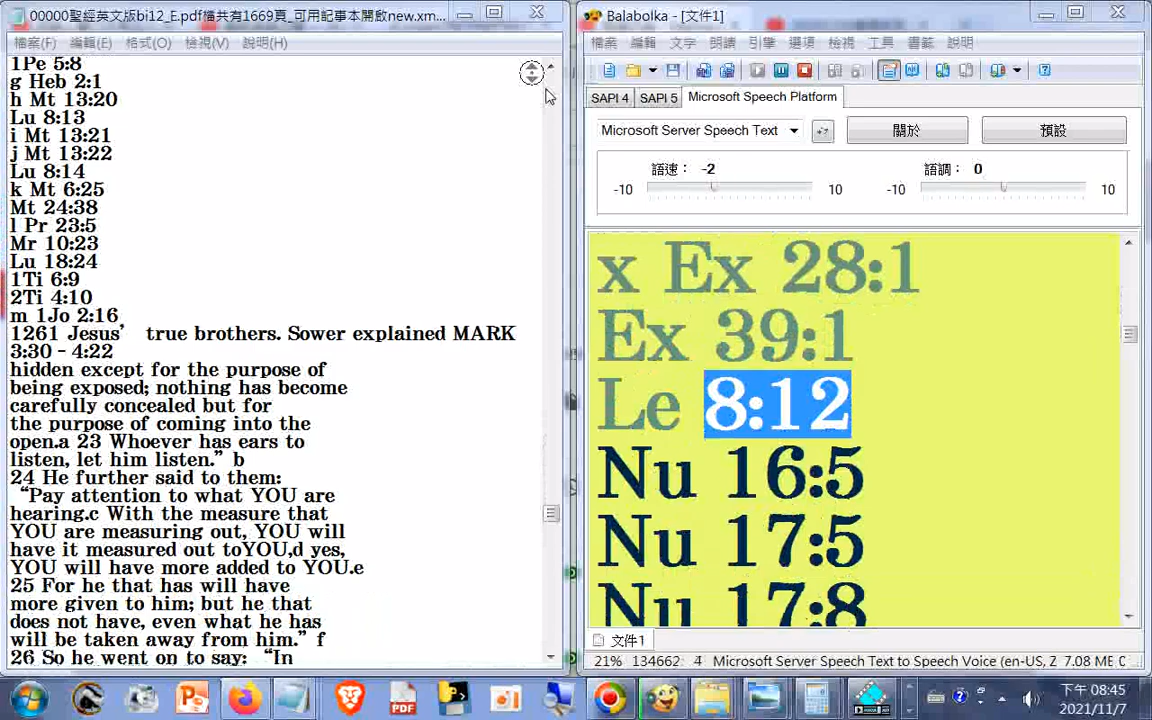 00000聖經英文版bi12_E.pdf檔共有1669頁_可用記事本開啟new.xm...
檔案(F) 編輯(E) 格式(O) 檢視(V) 說明(H)
1Pe 5:8
g Heb 2:1
h Mt 13:20
Lu 8:13
i Mt 13:21
j Mt 13:22
Lu 8:14
k Mt 6:25
Mt 24:38
l Pr 23:5
Mr 10:23
Lu 18:24
1Ti 6:9
2Ti 4:10
m 1Jo 2:16
1261 Jesus’ true brothers. Sower explained MARK
3:30 – 4:22
hidden except for the purpose of
being exposed; nothing has become
carefully concealed but for
the purpose of coming into the
open.a 23 Whoever has ears to
listen, let him listen.” b
24 He further said to them:
“Pay attention to what YOU are
hearing.c With the measure that
YOU are measuring out, YOU will
have it measured out toYOU,d yes,
YOU will have more added to YOU.e
25 For he that has will have
more given to him; but he that
does not have, even what he has
will be taken away from him.” f
26 So he went on to say: “In
Balabolka - [文件1]
檔案 編輯 文字 朗讀 引擎 選項 檢視 工具 書籤 說明
SAPI 4 SAPI 5 Microsoft Speech Platform
Microsoft Server Speech Text 關於 預設
語速： -2 語調： 0
-10 10 -10 10
x Ex 28:1
Ex 39:1
Le 8:12
Nu 16:5
Nu 17:5
Nu 17:8
文件1
21% 134662: 4 Microsoft Server Speech Text to Speech Voice (en-US, Z 7.08 ME
PDF
下午 08:45
2021/11/7